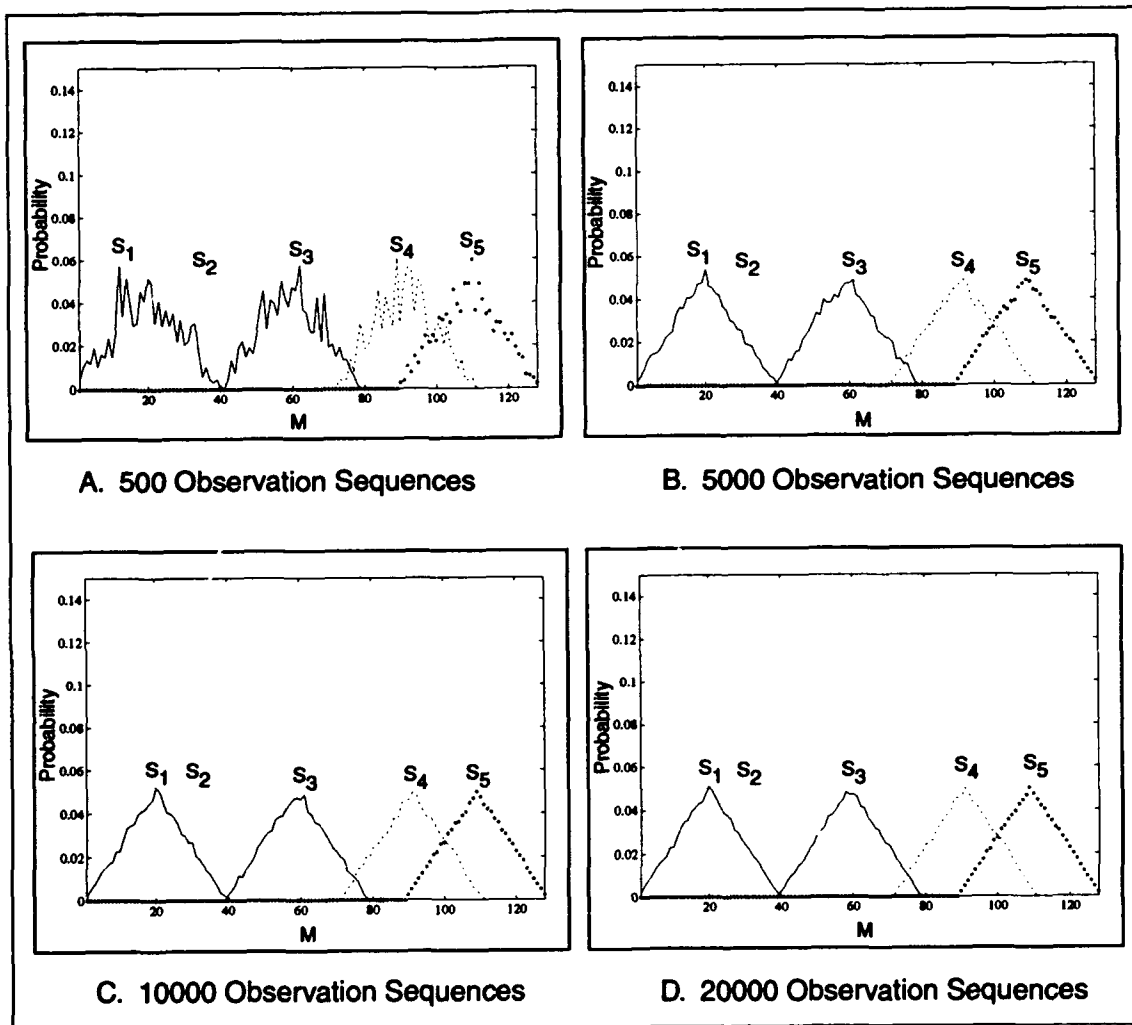 0.14
0.12
0.1
0.08
0.06
0.04
0.02
0
20
40
60
80
100
120
Probability
M
S1
S2
S3
S4
S5
A. 500 Observation Sequences
0.14
0.12
0.1
0.08
0.06
0.04
0.02
0
20
40
60
80
100
120
Probability
M
S1
S2
S3
S4
S5
B. 5000 Observation Sequences
0.14
0.12
0.1
0.08
0.06
0.04
0.02
0
20
40
60
80
100
120
Probability
M
S1
S2
S3
S4
S5
C. 10000 Observation Sequences
0.14
0.12
0.1
0.08
0.06
0.04
0.02
0
20
40
60
80
100
120
Probability
M
S1
S2
S3
S4
S5
D. 20000 Observation Sequences